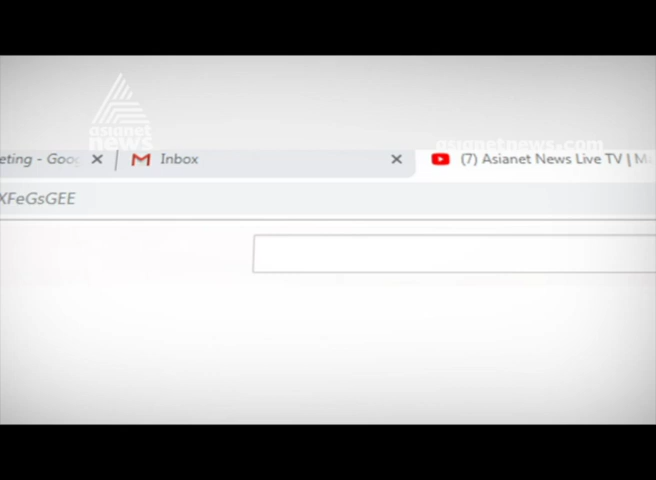 asianet
news
asianetnews.com
eting - Goog
Inbox
(7) Asianet News Live TV | M
XFeGsGEE